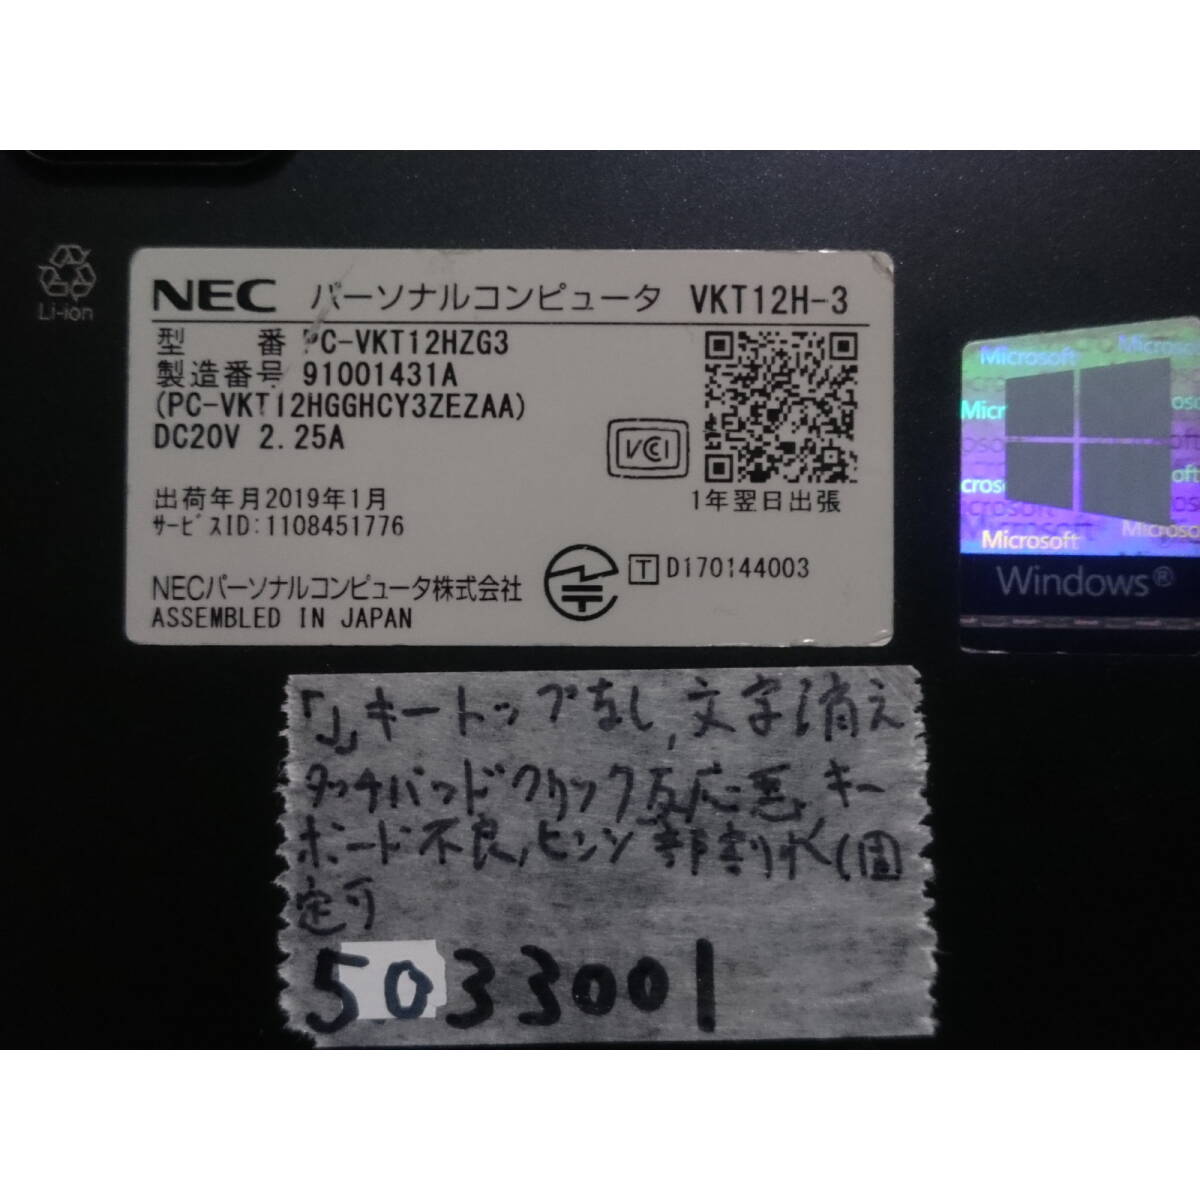 Li-ion
NEC パーソナルコンピュータ VKT12H-3
型 番 PC-VKT12HZG3
製造番号 91001431A
(PC-VKT12HGGHCY3ZEZAA)
DC20V 2.25A
VCI
出荷年月2019年1月
1年翌日出張
サービスID:1108451776
T D170144003
NECパーソナルコンピュータ株式会社
ASSEMBLED IN JAPAN
Microsoft
Microsoft
Microsoft
Microsoft
Windows®
「J」キートップなし,文字消え
タッチパッドクリック反応悪,キー
ボード不良,ヒンジ部割れ(固
定可
5033001